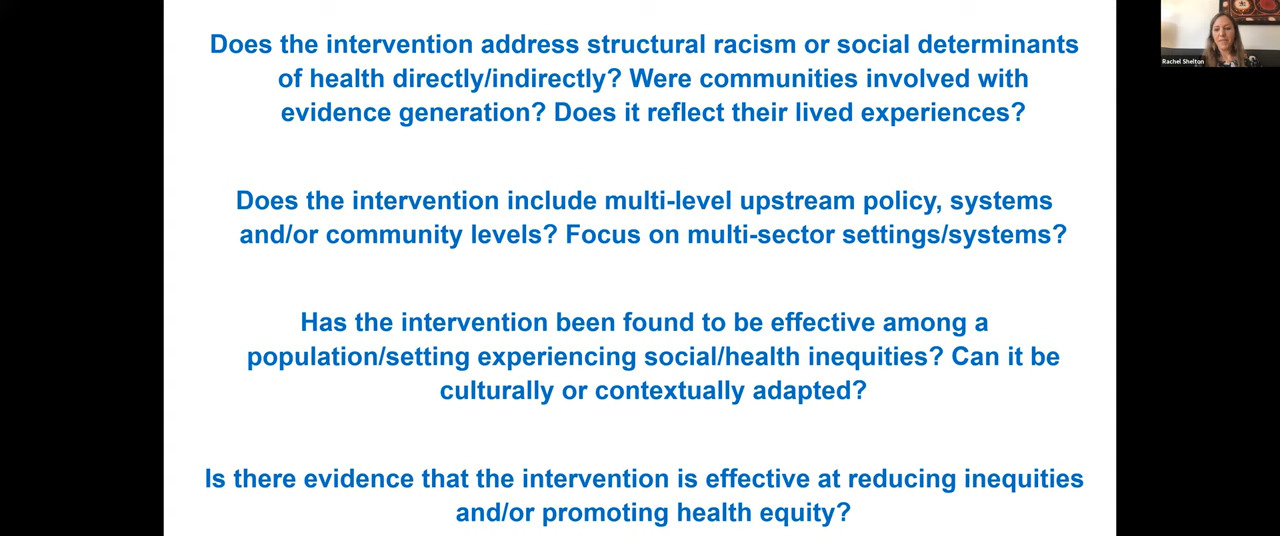 Does the intervention address structural racism or social determinants
of health directly/indirectly? Were communities involved with
evidence generation? Does it reflect their lived experiences?
Does the intervention include multi-level upstream policy, systems
and/or community levels? Focus on multi-sector settings/systems?
Has the intervention been found to be effective among a
population/setting experiencing social/health inequities? Can it be
culturally or contextually adapted?
Is there evidence that the intervention is effective at reducing inequities
and/or promoting health equity?
Rachel Shelton